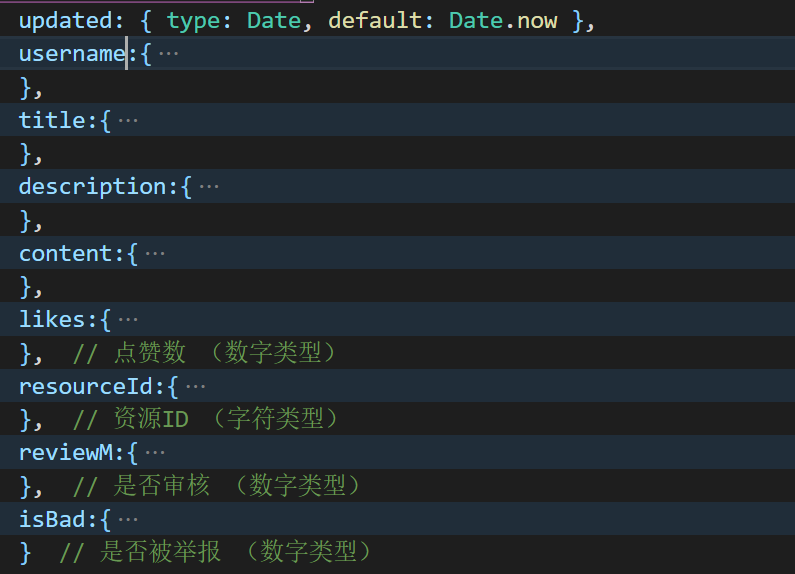 updated: { type: Date, default: Date.now },
username:{ ···
},
title:{ ···
},
description:{ ···
},
content:{ ···
},
likes:{ ···
},  // 点赞数 （数字类型）
resourceId:{ ···
},  // 资源ID （字符类型）
reviewM:{ ···
},  // 是否审核 （数字类型）
isBad:{ ···
}  // 是否被举报 （数字类型）